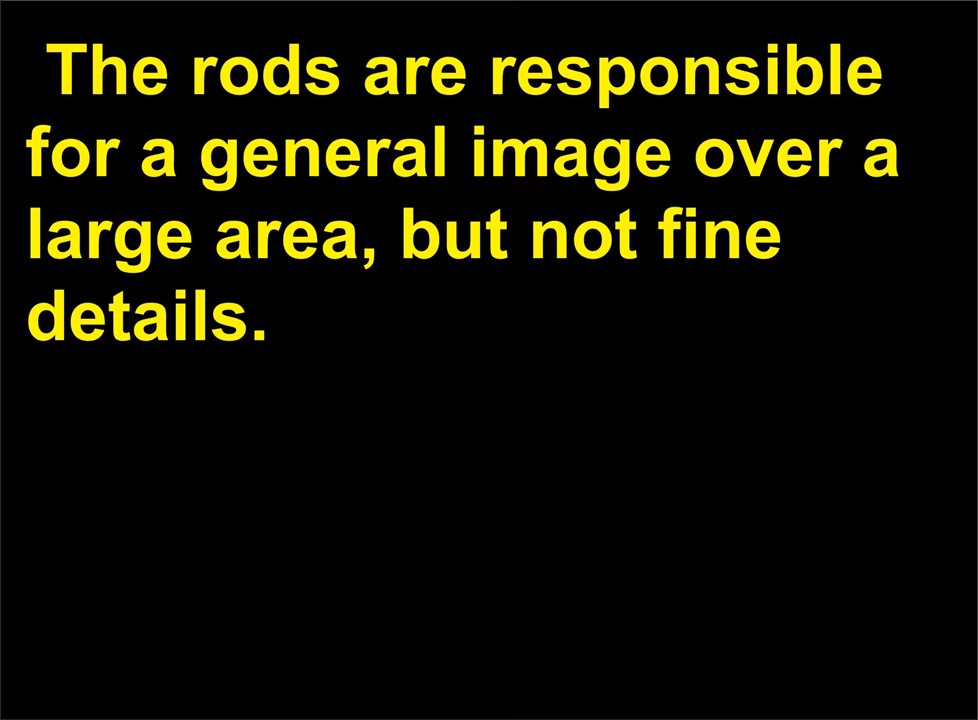 The rods are responsible
for a general image over a
large area, but not fine
details.